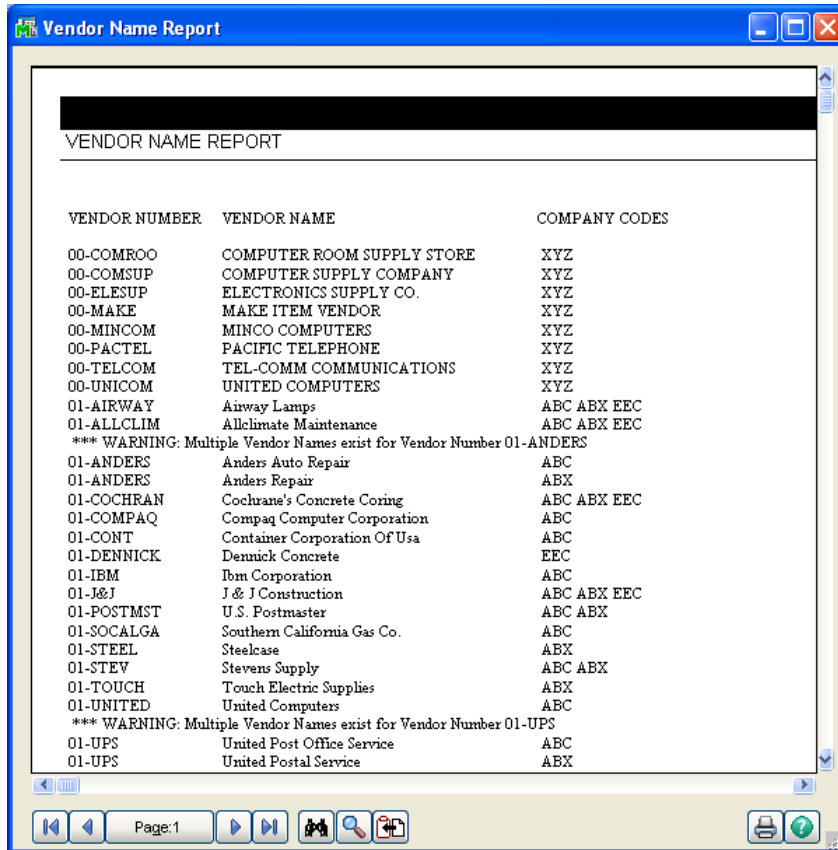 Vendor Name Report
VENDOR NAME REPORT
VENDOR NUMBER VENDOR NAME COMPANY CODES
00-COMROO COMPUTER ROOM SUPPLY STORE XYZ
00-COMSUP COMPUTER SUPPLY COMPANY XYZ
00-ELESUP ELECTRONICS SUPPLY CO. XYZ
00-MAKE MAKE ITEM VENDOR XYZ
00-MINCOM MINCO COMPUTERS XYZ
00-PACTEL PACIFIC TELEPHONE XYZ
00-TELCOM TEL-COMM COMMUNICATIONS XYZ
00-UNICOM UNITED COMPUTERS XYZ
01-AIRWAY Airway Lamps ABC ABX EEC
01-ALLCLIM Allclimate Maintenance ABC ABX EEC
*** WARNING: Multiple Vendor Names exist for Vendor Number 01-ANDERS
01-ANDERS Anders Auto Repair ABC
01-ANDERS Anders Repair ABX
01-COCHRAN Cochrane's Concrete Coring ABC ABX EEC
01-COMPAQ Compaq Computer Corporation ABC
01-CONT Container Corporation Of Usa ABC
01-DENNICK Dennick Concrete EEC
01-IBM Ibm Corporation ABC
01-J&J J & J Construction ABC ABX EEC
01-POSTMST U.S. Postmaster ABC ABX
01-SOCALGA Southern California Gas Co. ABC
01-STEEL Steelcase ABX
01-STEV Stevens Supply ABC ABX
01-TOUCH Touch Electric Supplies ABX
01-UNITED United Computers ABC
*** WARNING: Multiple Vendor Names exist for Vendor Number 01-UPS
01-UPS United Post Office Service ABC
01-UPS United Postal Service ABX
Page:1